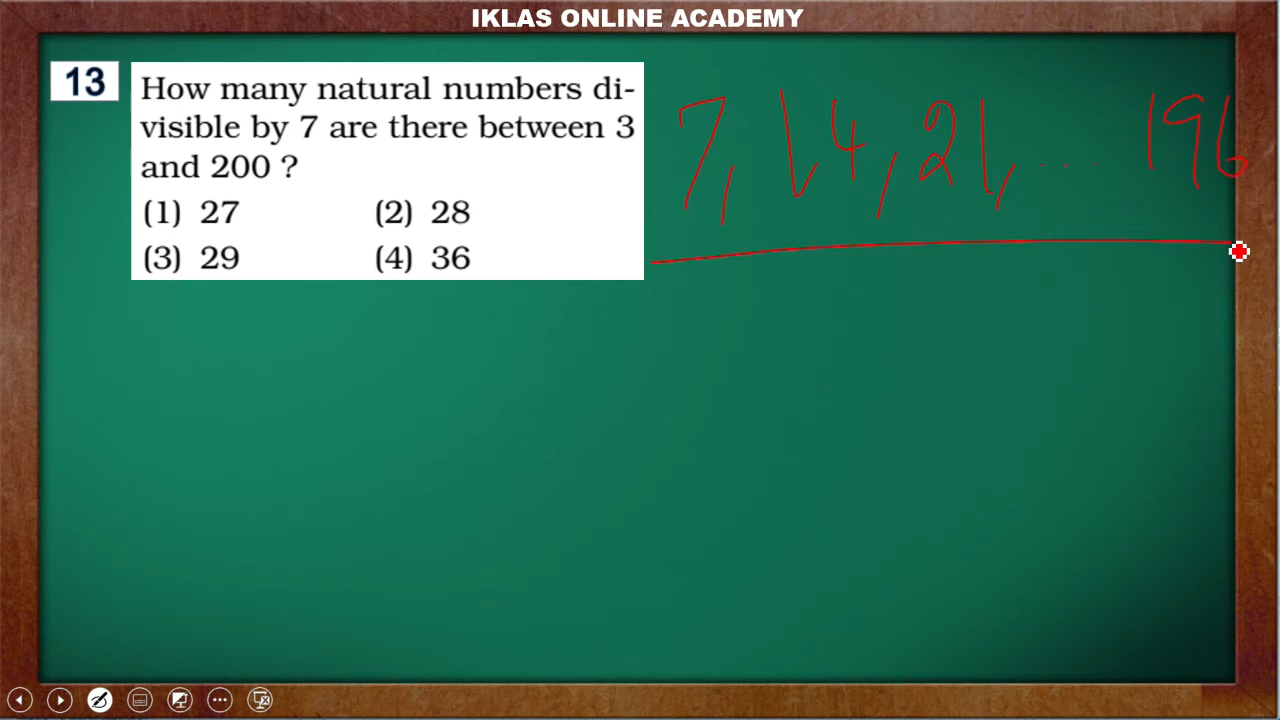 IKLAS ONLINE ACADEMY
13
How many natural numbers di-
visible by 7 are there between 3
and 200 ?
(1) 27 (2) 28
(3) 29 (4) 36
7, 14, 21, ... 196